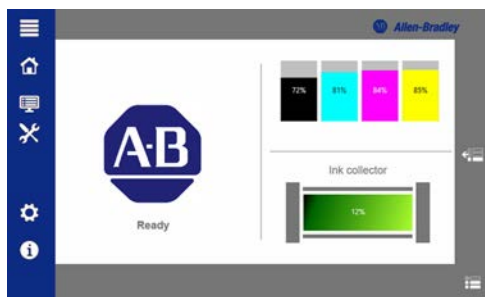 Allen-Bradley
72% 81% 84% 85%
A-B
Ready
Ink collector
12%